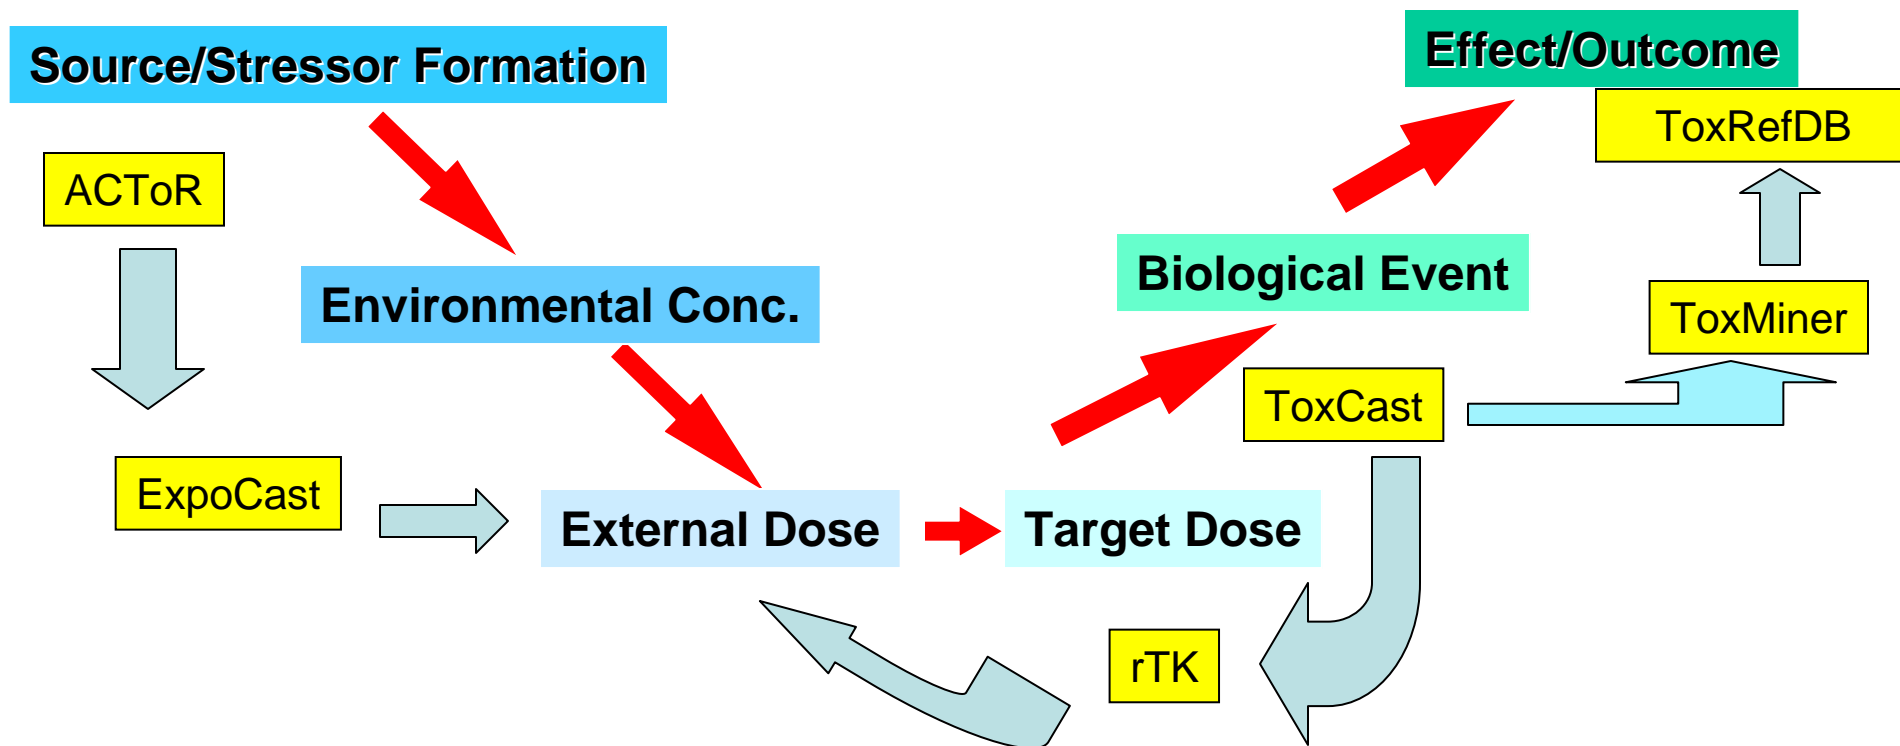 Source/Stressor Formation
Effect/Outcome
ToxRefDB
ACToR
Environmental Conc.
Biological Event
ToxMiner
ToxCast
ExpoCast
External Dose
Target Dose
rTK